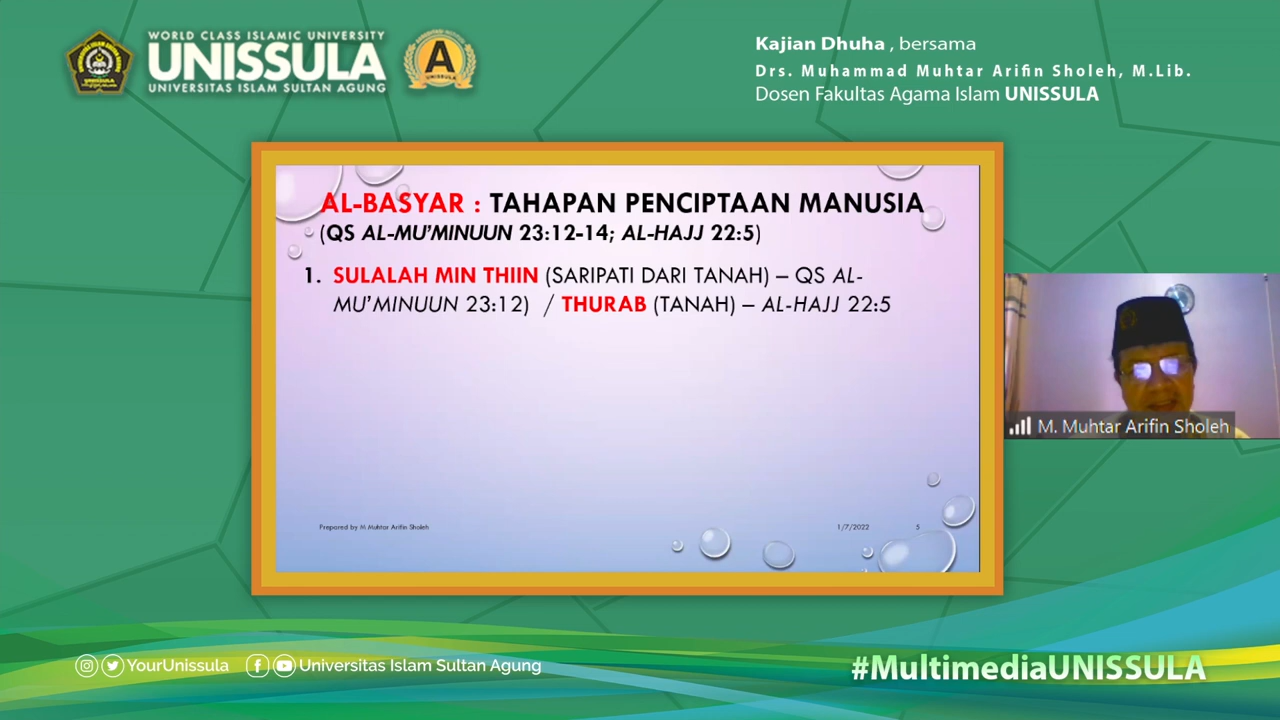 WORLD CLASS ISLAMIC UNIVERSITY
UNISSULA
UNIVERSITAS ISLAM SULTAN AGUNG
A
UNISSULA
Kajian Dhuha , bersama
Drs. Muhammad Muhtar Arifin Sholeh, M.Lib.
Dosen Fakultas Agama Islam UNISSULA
AL-BASYAR : TAHAPAN PENCIPTAAN MANUSIA
(QS AL-MU’MINUUN 23:12-14; AL-HAJJ 22:5)
1. SULALAH MIN THIIN (SARIPATI DARI TANAH) – QS AL-
MU’MINUUN 23:12) / THURAB (TANAH) – AL-HAJJ 22:5
Prepared by M Muhtar Arifin Sholeh
1/7/2022
5
M. Muhtar Arifin Sholeh
YourUnissula
Universitas Islam Sultan Agung
#MultimediaUNISSULA